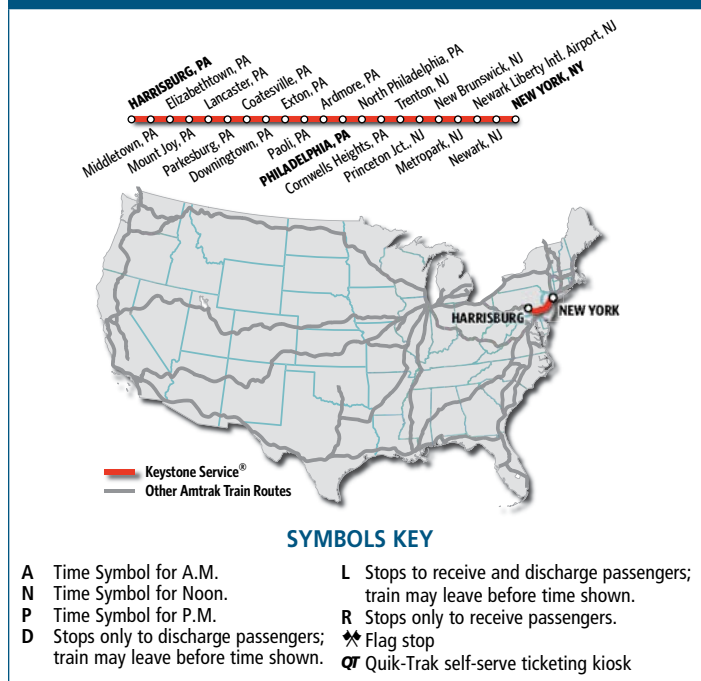 HARRISBURG, PA
Middletown, PA
Elizabethtown, PA
Mount Joy, PA
Lancaster, PA
Parkesburg, PA
Coatesville, PA
Downingtown, PA
Exton, PA
Paoli, PA
Ardmore, PA
PHILADELPHIA, PA
North Philadelphia, PA
Cornwells Heights, PA
Trenton, NJ
Princeton Jct., NJ
New Brunswick, NJ
Metropark, NJ
Newark Liberty Intl. Airport, NJ
Newark, NJ
NEW YORK, NY
HARRISBURG
NEW YORK
Keystone Service®
Other Amtrak Train Routes
SYMBOLS KEY
A Time Symbol for A.M.
N Time Symbol for Noon.
P Time Symbol for P.M.
D Stops only to discharge passengers;
train may leave before time shown.
L Stops to receive and discharge passengers;
train may leave before time shown.
R Stops only to receive passengers.
Flag stop
QT Quik-Trak self-serve ticketing kiosk